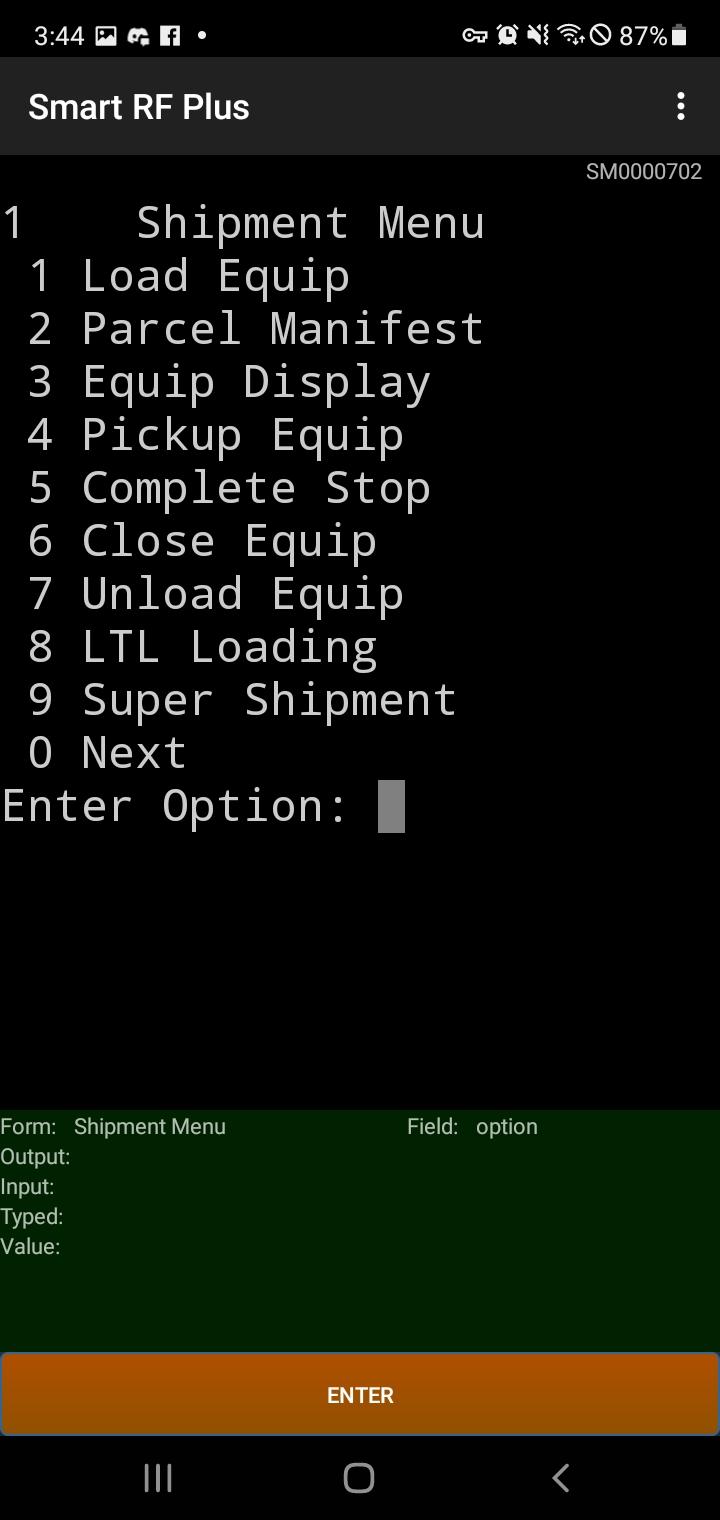 3:44 87%
Smart RF Plus
SM0000702
1 Shipment Menu
1 Load Equip
2 Parcel Manifest
3 Equip Display
4 Pickup Equip
5 Complete Stop
6 Close Equip
7 Unload Equip
8 LTL Loading
9 Super Shipment
0 Next
Enter Option:
Form: Shipment Menu Field: option
Output:
Input:
Typed:
Value:
ENTER